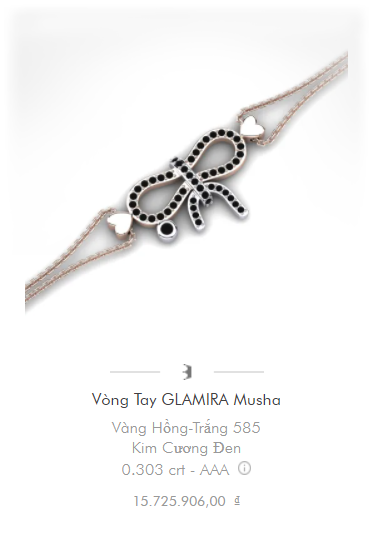 Vòng Tay GLAMIRA Musha
Vàng Hồng-Trắng 585
Kim Cương Đen
0.303 crt - AAA
15.725.906,00 ₫